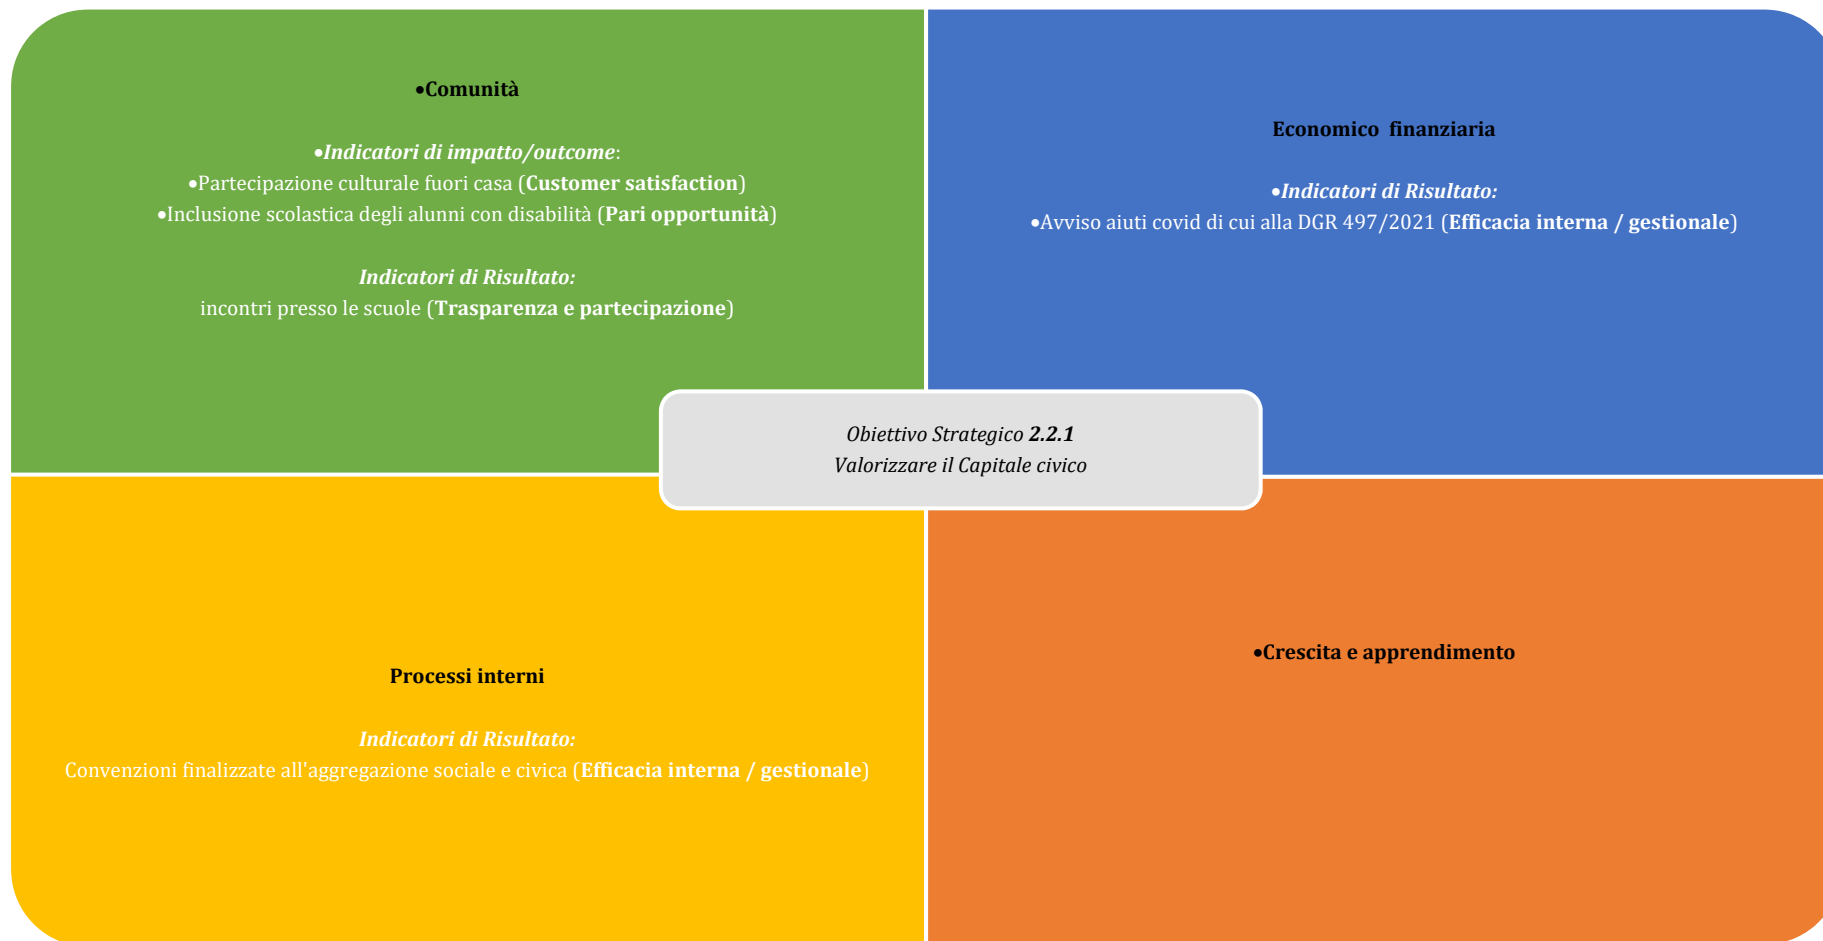 •Comunità
•Indicatori di impatto/outcome:
•Partecipazione culturale fuori casa (Customer satisfaction)
•Inclusione scolastica degli alunni con disabilità (Pari opportunità)
Indicatori di Risultato:
incontri presso le scuole (Trasparenza e partecipazione)
Economico  finanziaria
•Indicatori di Risultato:
•Avviso aiuti covid di cui alla DGR 497/2021 (Efficacia interna / gestionale)
Obiettivo Strategico 2.2.1
Valorizzare il Capitale civico
Processi interni
Indicatori di Risultato:
Convenzioni finalizzate all'aggregazione sociale e civica (Efficacia interna / gestionale)
•Crescita e apprendimento